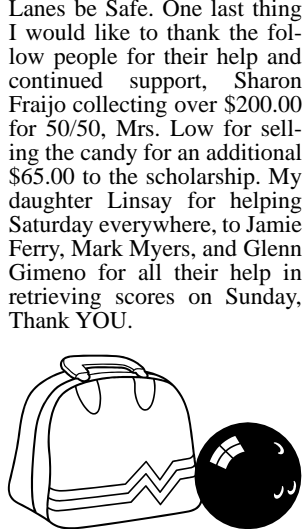 Lanes be Safe. One last thing
I would like to thank the fol-
low people for their help and
continued support, Sharon
Fraijo collecting over $200.00
for 50/50, Mrs. Low for sell-
ing the candy for an additional
$65.00 to the scholarship. My
daughter Linsay for helping
Saturday everywhere, to Jamie
Ferry, Mark Myers, and Glenn
Gimeno for all their help in
retrieving scores on Sunday,
Thank YOU.